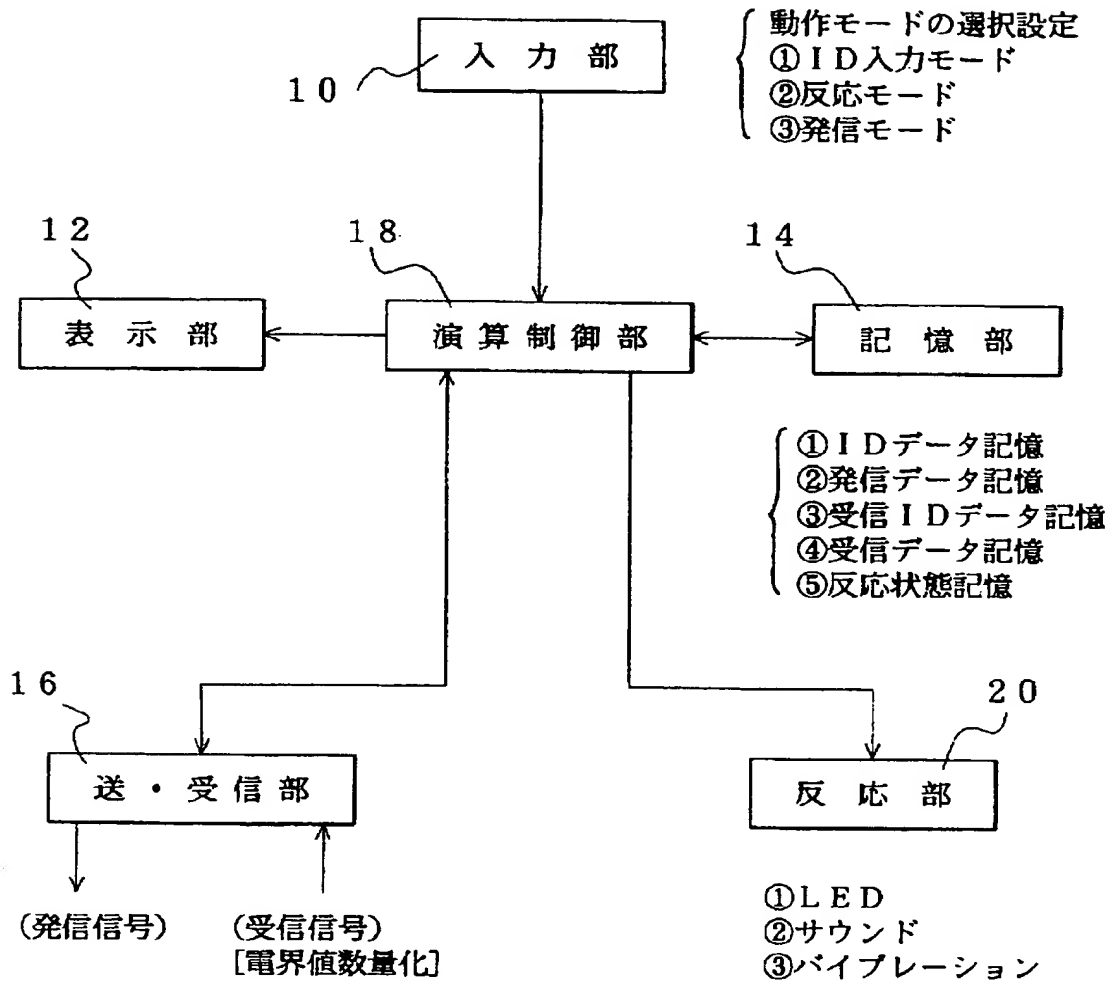 入力部
10
動作モードの選択設定
①ID入力モード
②反応モード
③発信モード
12
18
14
表示部
演算制御部
記憶部
①IDデータ記憶
②発信データ記憶
③受信IDデータ記憶
④受信データ記憶
⑤反応状態記憶
16
20
送・受信部
反応部
(発信信号)
(受信信号)
[電界値数量化]
①LED
②サウンド
③バイブレーション